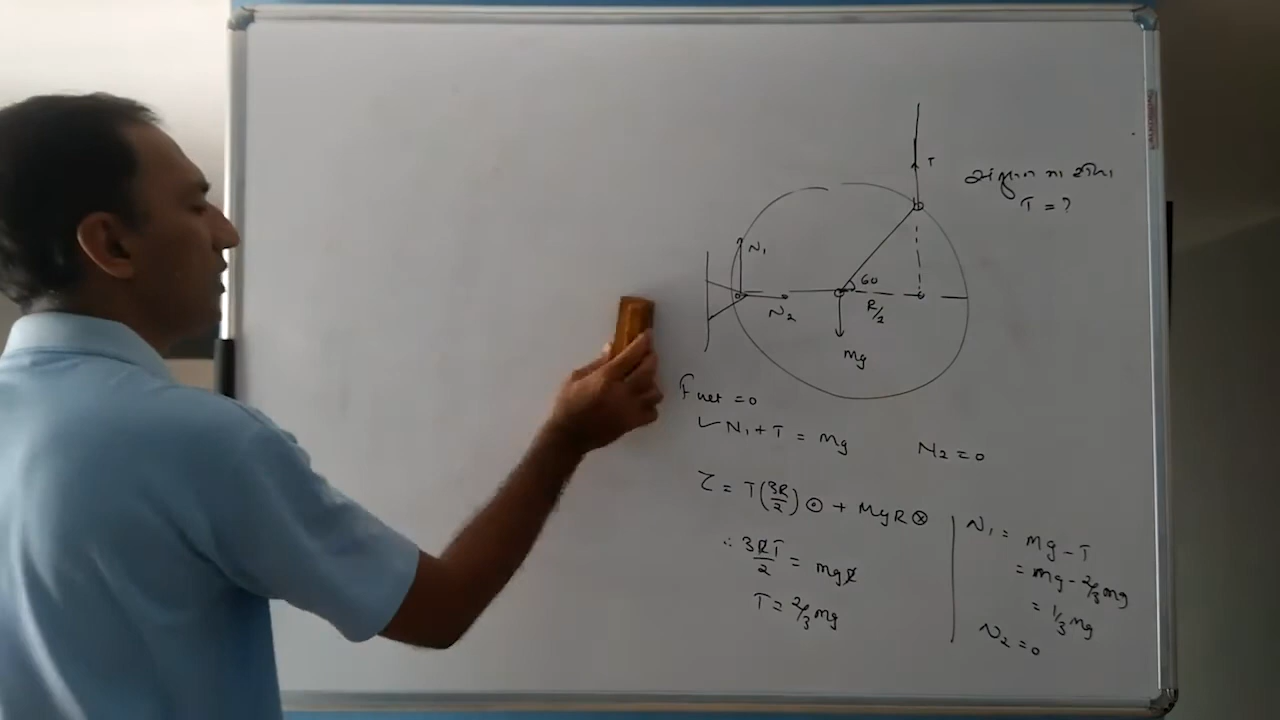 T
T = ?
N₁
60
N₂
R/2
Mg
Fnet = 0
✓ N₁ + T = Mg
N₂ = 0
τ = T(3R/2) ⊙ + MgR ⊗
∴ 3RT/2 = MgR
T = 2/3 Mg
N₁ = Mg - T
= Mg - 2/3 Mg
= 1/3 Mg
N₂ = 0